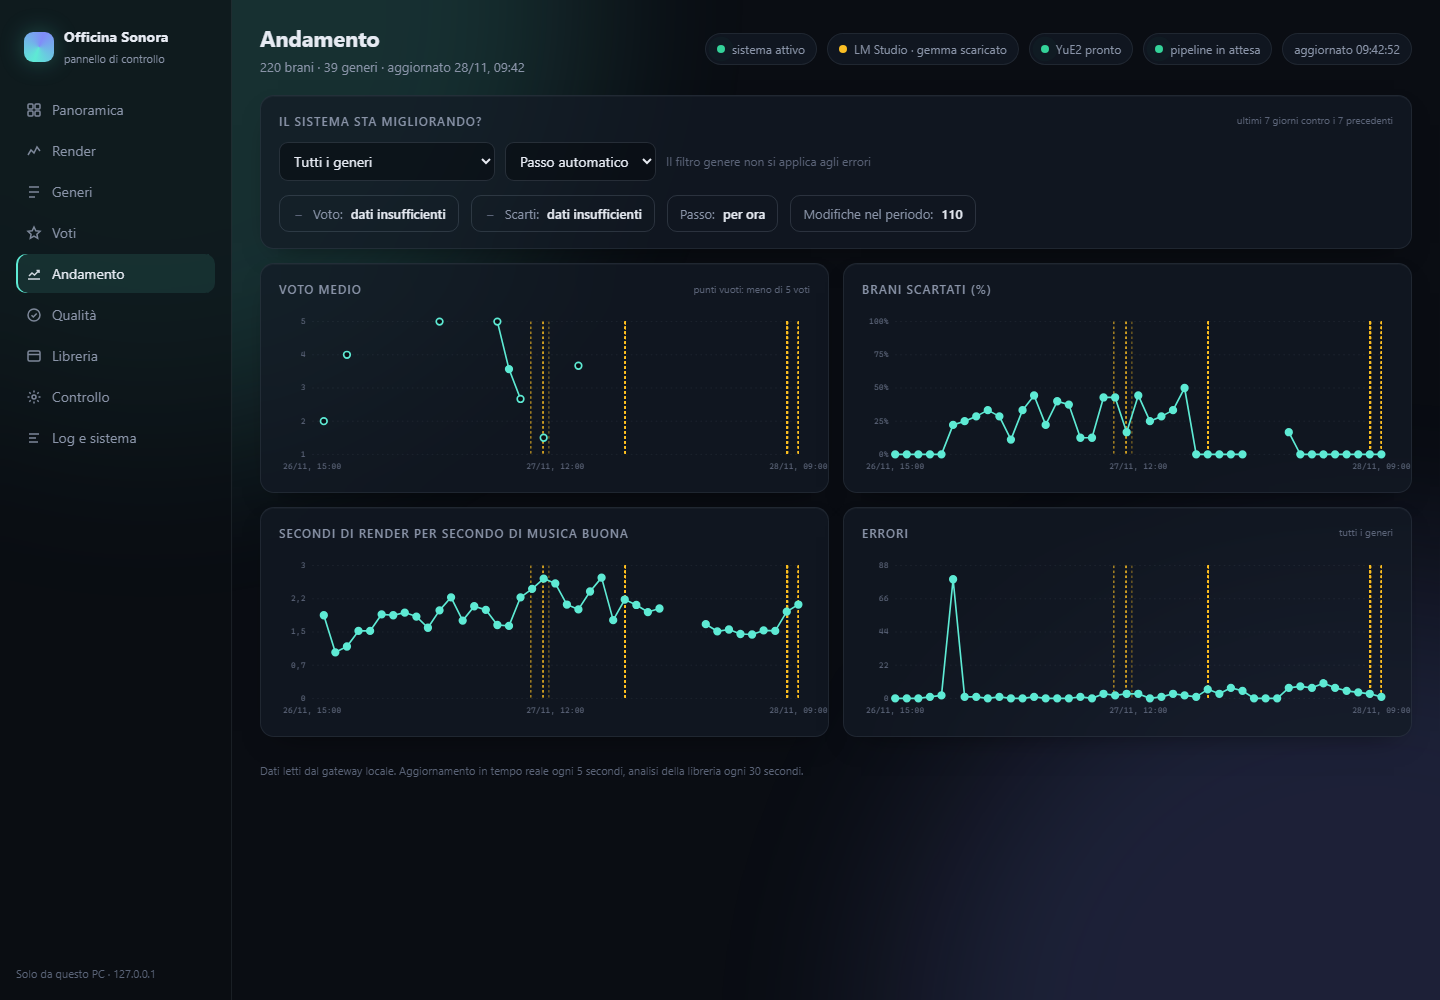 Officina Sonora
pannello di controllo
Panoramica
Render
Generi
Voti
Andamento
Qualità
Libreria
Controllo
Log e sistema
Solo da questo PC · 127.0.0.1
Andamento
220 brani · 39 generi · aggiornato 28/11, 09:42
sistema attivo
LM Studio · gemma scaricato
YuE2 pronto
pipeline in attesa
aggiornato 09:42:52
IL SISTEMA STA MIGLIORANDO?
ultimi 7 giorni contro i 7 precedenti
Tutti i generi
Passo automatico
Il filtro genere non si applica agli errori
– Voto: dati insufficienti
– Scarti: dati insufficienti
Passo: per ora
Modifiche nel periodo: 110
VOTO MEDIO
punti vuoti: meno di 5 voti
5
4
3
2
1
26/11, 15:00
27/11, 12:00
28/11, 09:00
BRANI SCARTATI (%)
100%
75%
50%
25%
0%
26/11, 15:00
27/11, 12:00
28/11, 09:00
SECONDI DI RENDER PER SECONDO DI MUSICA BUONA
3
2,2
1,5
0,7
0
26/11, 15:00
27/11, 12:00
28/11, 09:00
ERRORI
tutti i generi
88
66
44
22
0
26/11, 15:00
27/11, 12:00
28/11, 09:00
Dati letti dal gateway locale. Aggiornamento in tempo reale ogni 5 secondi, analisi della libreria ogni 30 secondi.